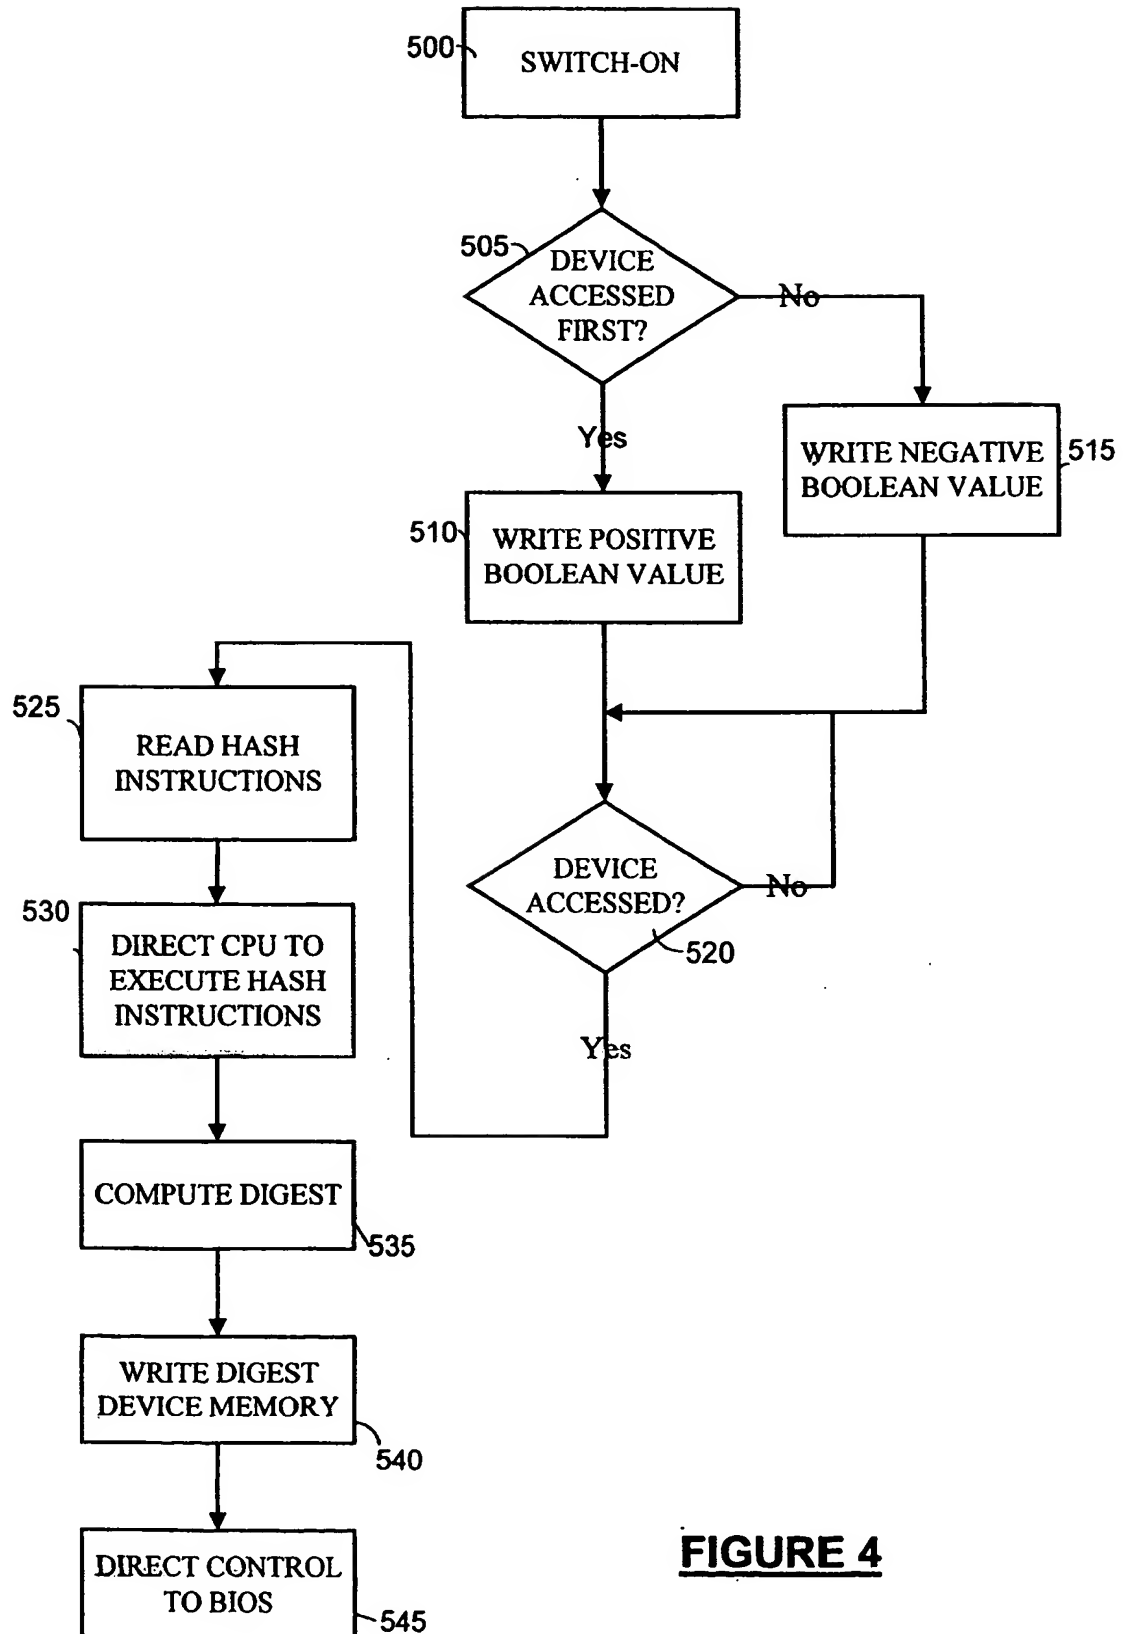 500
SWITCH-ON
505
DEVICE
ACCESSED
FIRST?
No
Yes
WRITE NEGATIVE
BOOLEAN VALUE
515
510
WRITE POSITIVE
BOOLEAN VALUE
525
READ HASH
INSTRUCTIONS
DEVICE
ACCESSED?
No
520
530
DIRECT CPU TO
EXECUTE HASH
INSTRUCTIONS
Yes
COMPUTE DIGEST
535
WRITE DIGEST
DEVICE MEMORY
540
DIRECT CONTROL
TO BIOS
545
FIGURE 4